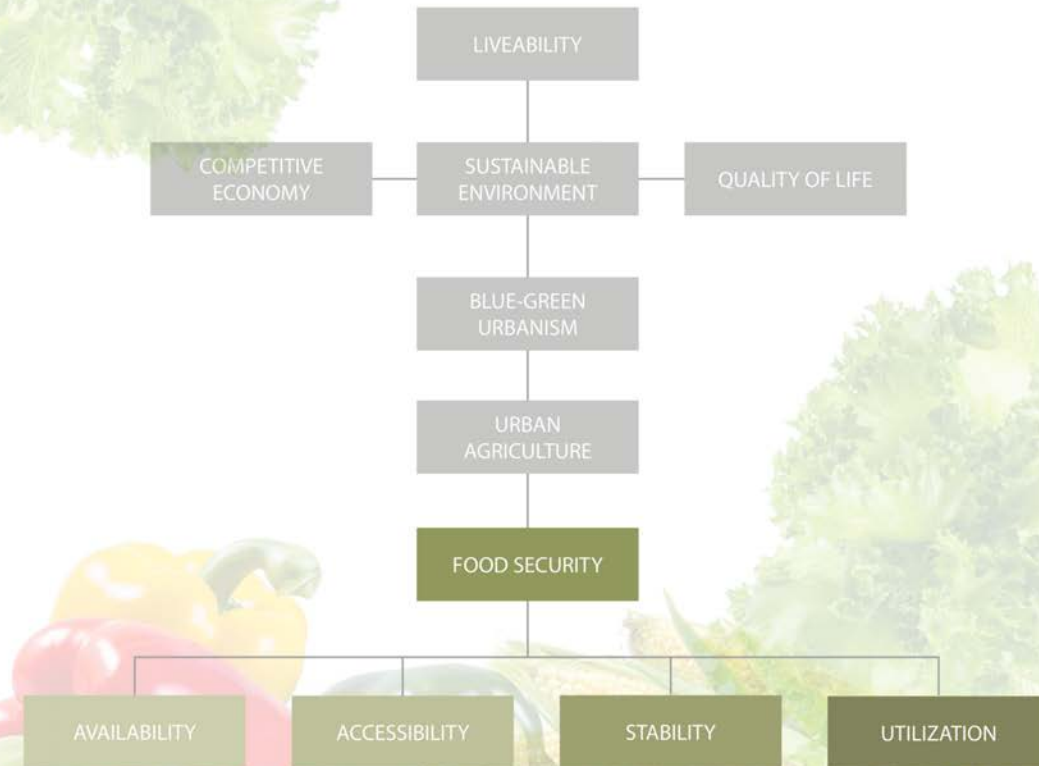 LIVEABILITY
COMPETITIVE
ECONOMY
SUSTAINABLE
ENVIRONMENT
QUALITY OF LIFE
BLUE-GREEN
URBANISM
URBAN
AGRICULTURE
FOOD SECURITY
AVAILABILITY
ACCESSIBILITY
STABILITY
UTILIZATION